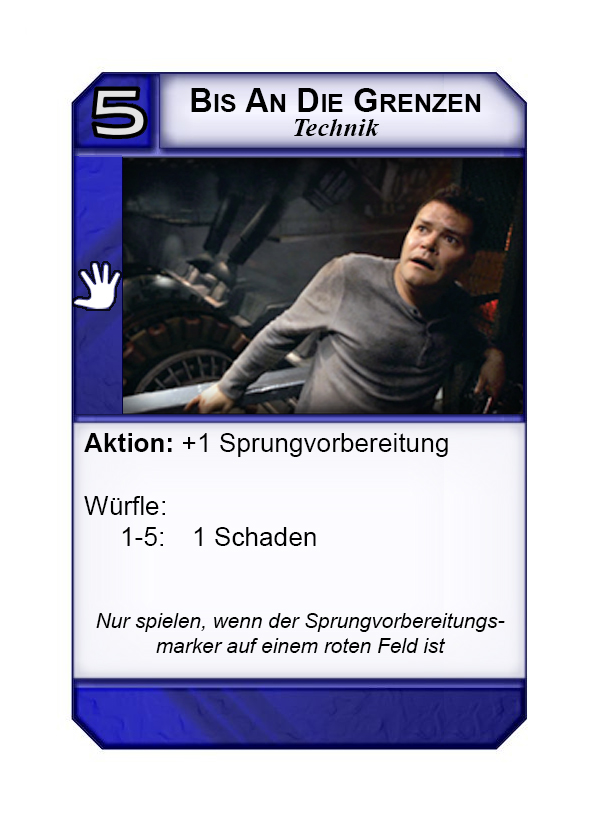 5
Bis An Die Grenzen
Technik
Aktion: +1 Sprungvorbereitung
Würfle:
1-5: 1 Schaden
Nur spielen, wenn der Sprungvorbereitungs-
marker auf einem roten Feld ist